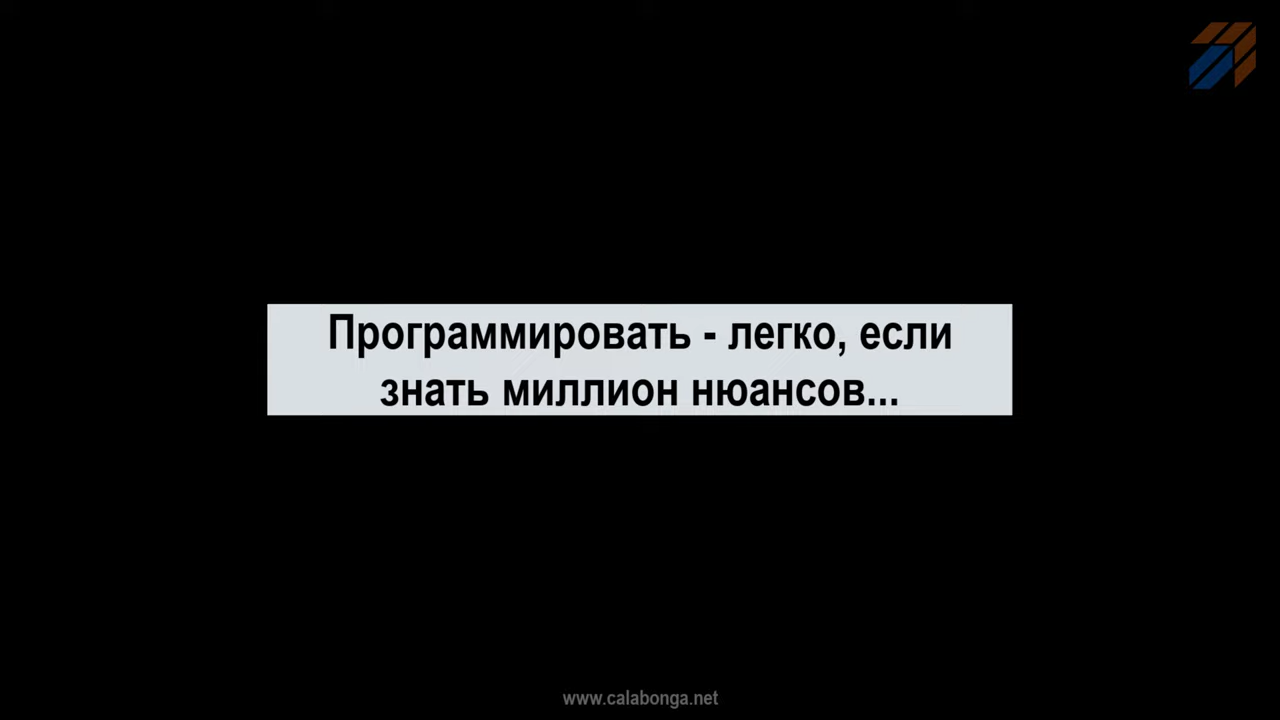 Программировать - легко, если
знать миллион нюансов...
www.calabonga.net